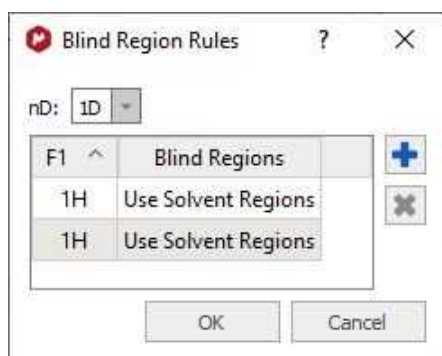 Blind Region Rules ?
nD: 1D
F1 Blind Regions
1H Use Solvent Regions
1H Use Solvent Regions
OK Cancel